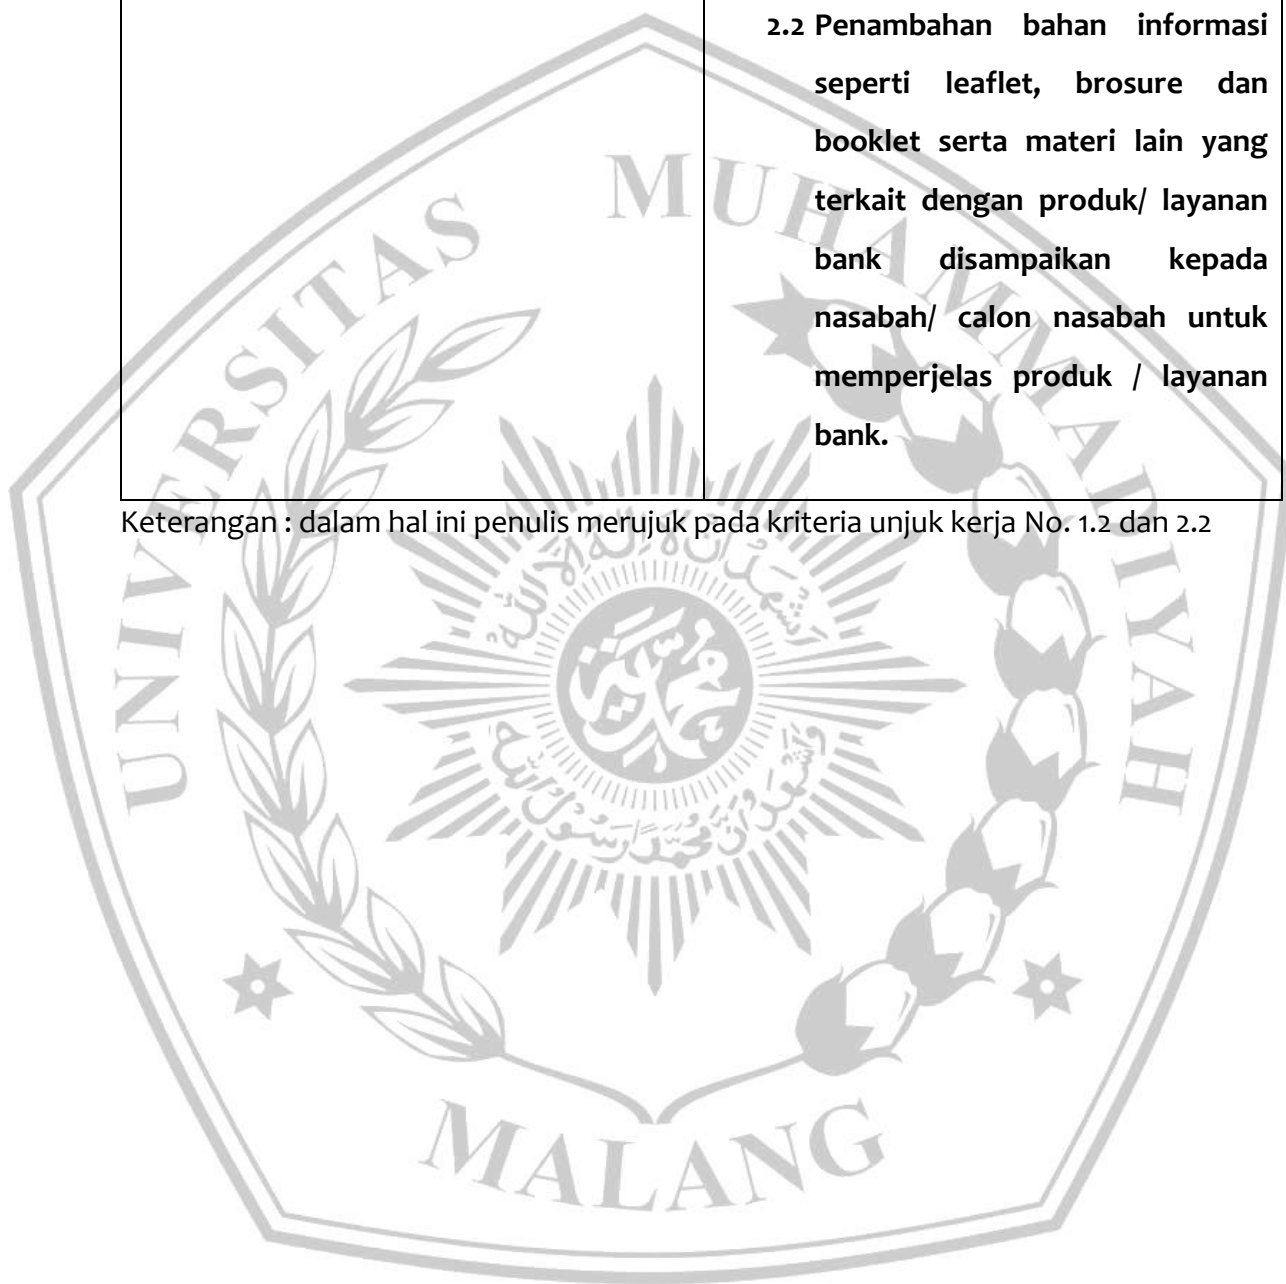 2.2 Penambahan bahan informasi
seperti leaflet, brosure dan
booklet serta materi lain yang
terkait dengan produk/ layanan
bank disampaikan kepada
nasabah/ calon nasabah untuk
memperjelas produk / layanan
bank.
Keterangan : dalam hal ini penulis merujuk pada kriteria unjuk kerja No. 1.2 dan 2.2
UNIVERSITAS MUHAMMADIYAH
MALANG